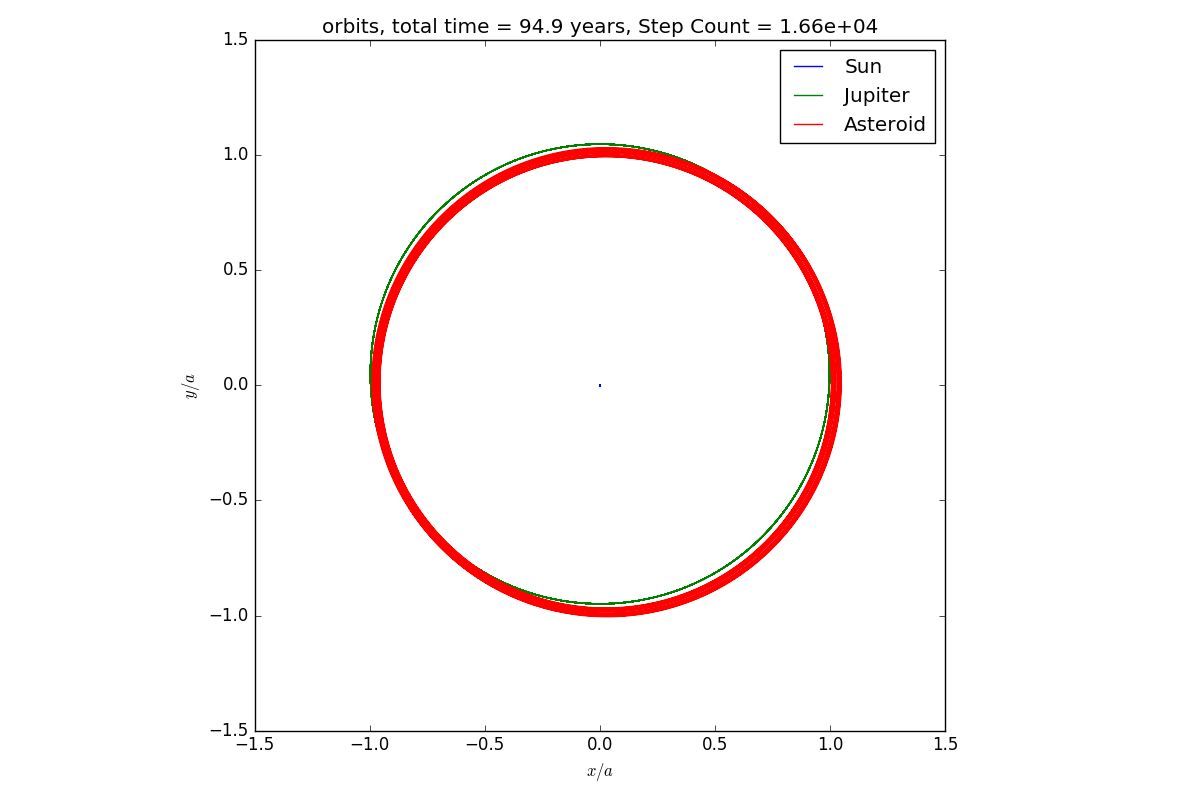 orbits, total time = 94.9 years, Step Count = 1.66e+04
Sun
Jupiter
Asteroid
1.5
1.0
0.5
0.0
−0.5
−1.0
−1.5
y/a
−1.5 −1.0 −0.5 0.0 0.5 1.0 1.5
x/a